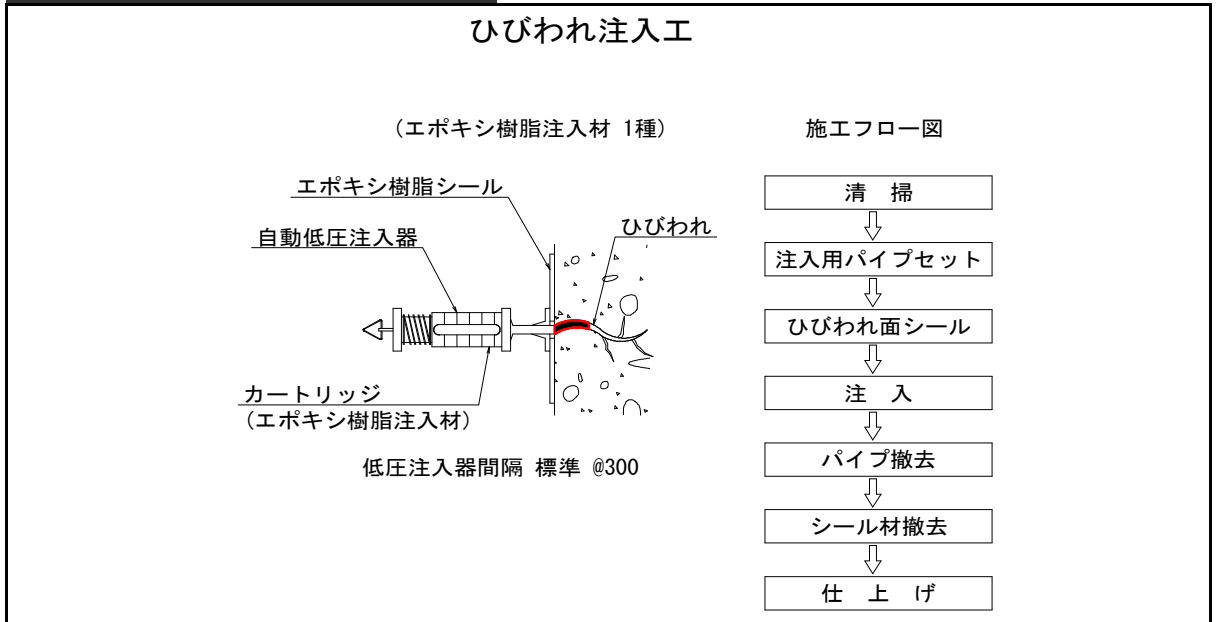 ひびわれ注入工
(エポキシ樹脂注入材 1種)
エポキシ樹脂シール
自動低圧注入器
ひびわれ
カートリッジ
(エポキシ樹脂注入材)
低圧注入器間隔 標準 @300
施工フロー図
清 掃
注入用パイプセット
ひびわれ面シール
注 入
パイプ撤去
シール材撤去
仕 上 げ